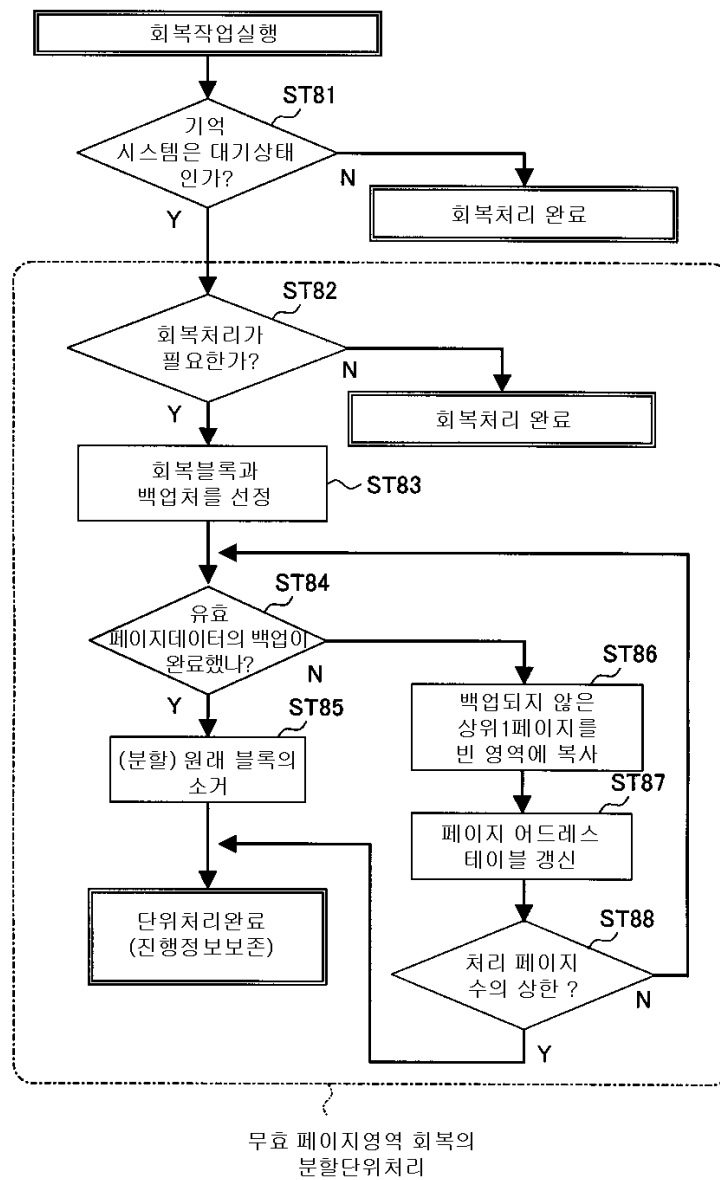 회복작업실행
ST81
기억
시스템은 대기상태
인가?
N
Y
회복처리 완료
ST82
회복처리가
필요한가?
N
Y
회복처리 완료
회복블록과
백업처를 선정
ST83
ST84
유효
페이지데이터의 백업이
완료했나?
N
Y
ST85
(분할) 원래 블록의
소거
ST86
백업되지 않은
상위1페이지를
빈 영역에 복사
ST87
페이지 어드레스
테이블 갱신
ST88
처리 페이지
수의 상한 ?
N
Y
단위처리완료
(진행정보보존)
무효 페이지영역 회복의
분할단위처리